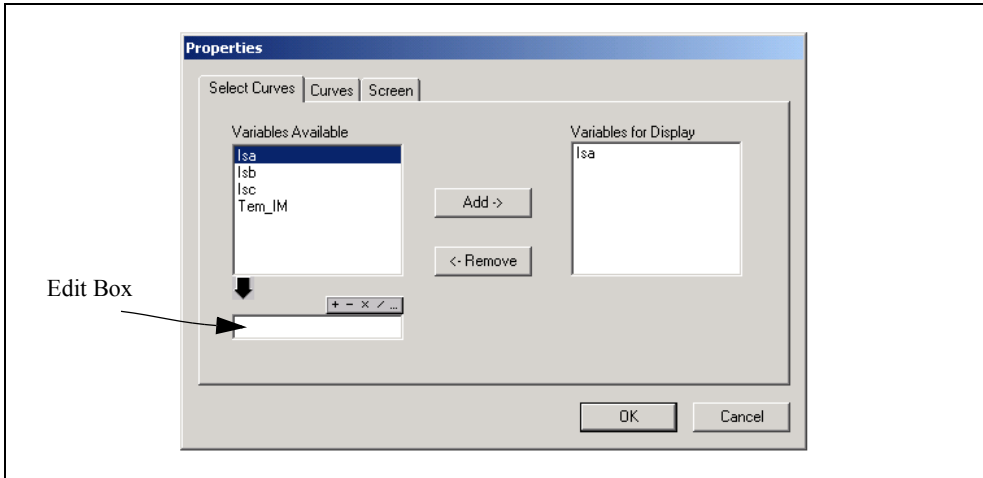 Properties
Select Curves
Curves
Screen
Variables Available
Variables for Display
Isa
Isb
Isc
Tem_IM
Isa
Add ->
<- Remove
Edit Box
+ - × / ...
OK
Cancel